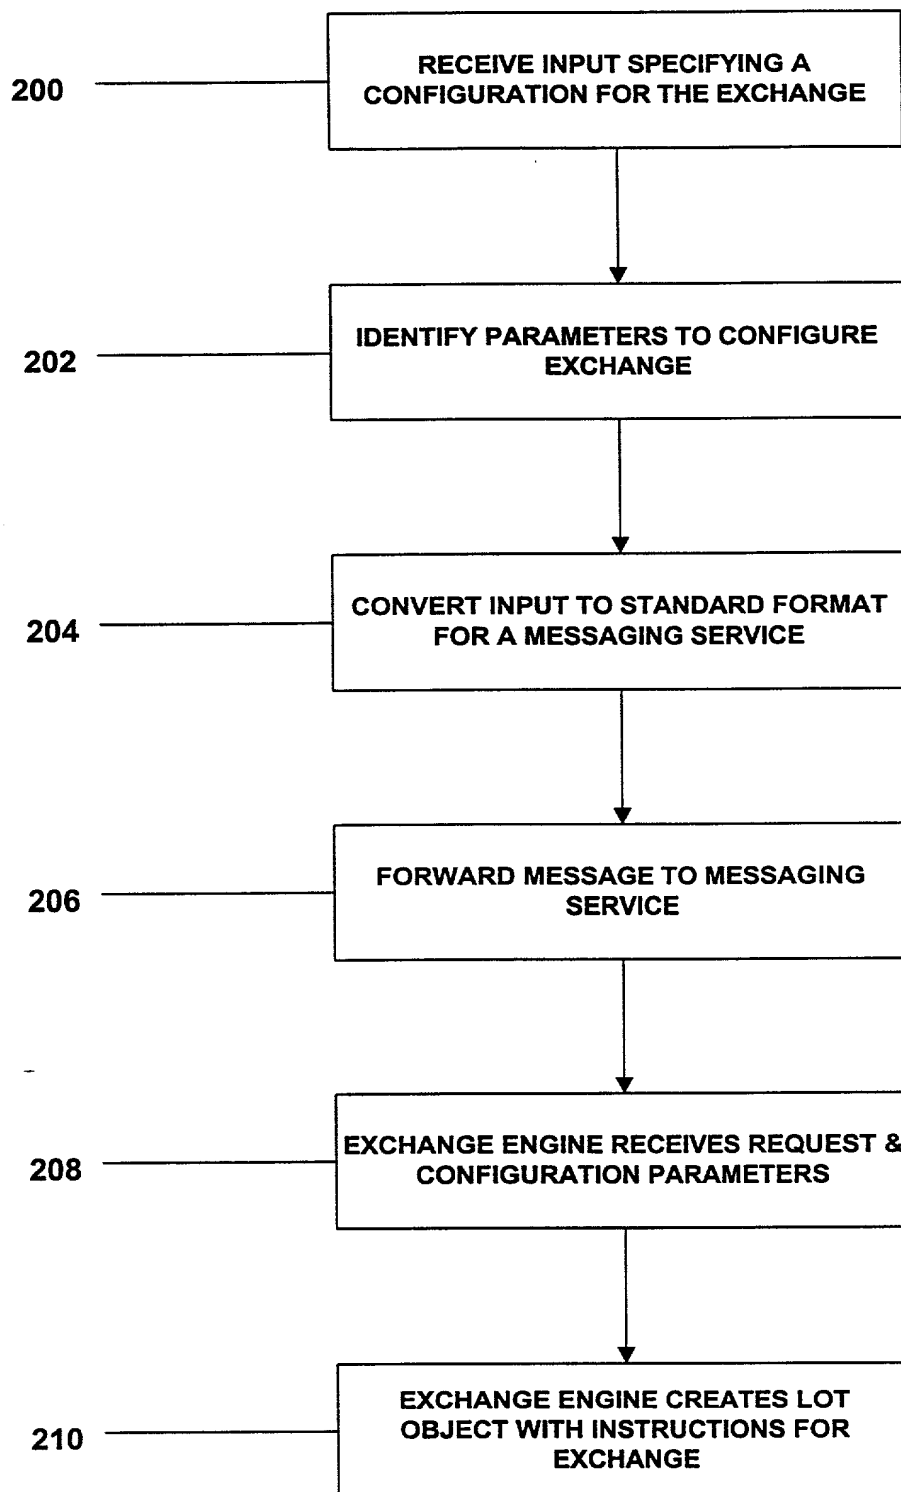 200
RECEIVE INPUT SPECIFYING A
CONFIGURATION FOR THE EXCHANGE
202
IDENTIFY PARAMETERS TO CONFIGURE
EXCHANGE
204
CONVERT INPUT TO STANDARD FORMAT
FOR A MESSAGING SERVICE
206
FORWARD MESSAGE TO MESSAGING
SERVICE
208
EXCHANGE ENGINE RECEIVES REQUEST &
CONFIGURATION PARAMETERS
210
EXCHANGE ENGINE CREATES LOT
OBJECT WITH INSTRUCTIONS FOR
EXCHANGE